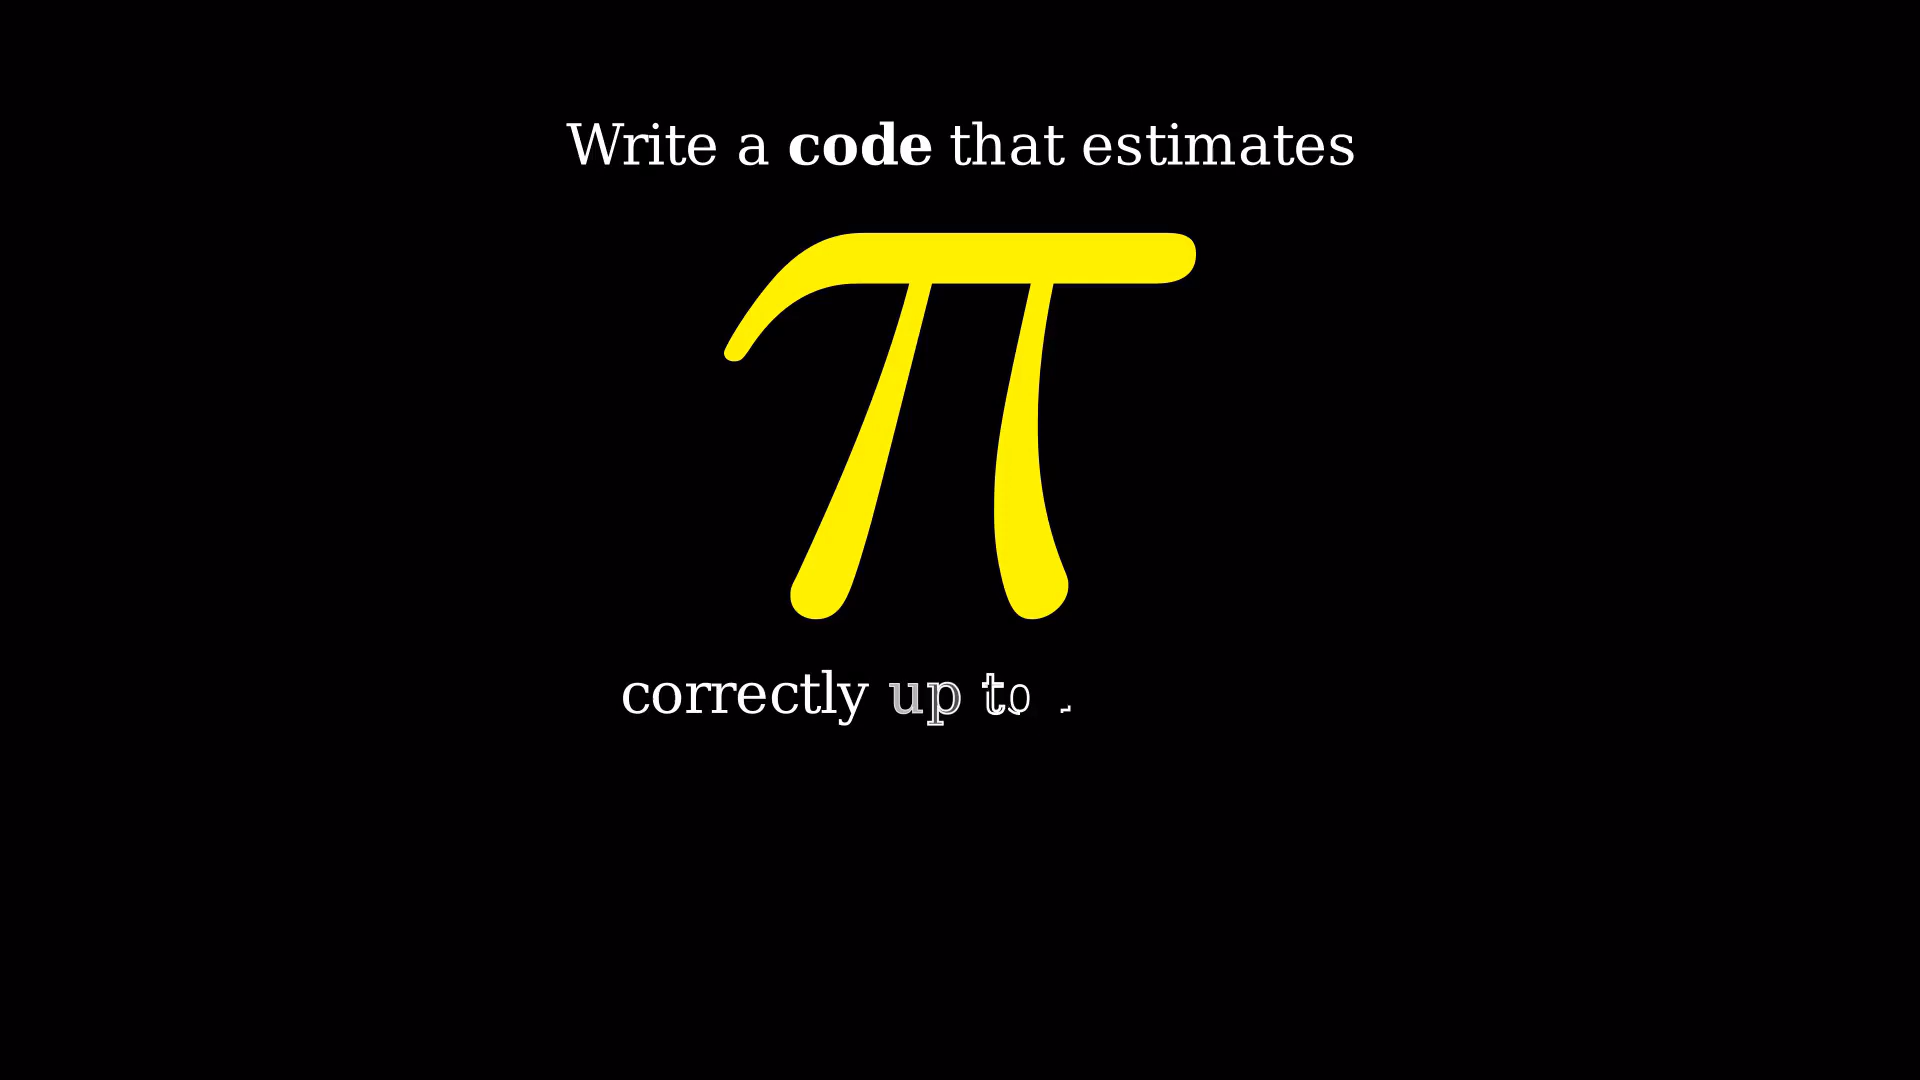 Write a code that estimates
π
correctly up to